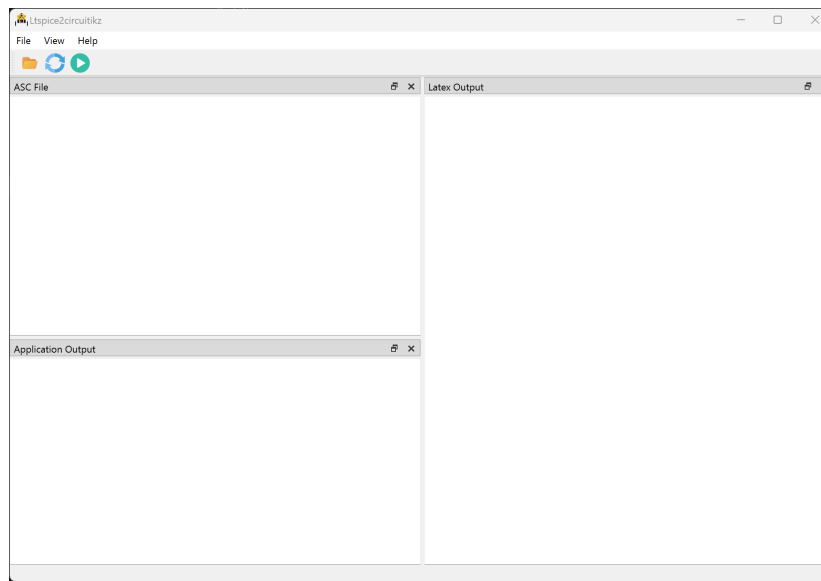 Ltspice2circuitikz
File View Help
ASC File
Latex Output
Application Output